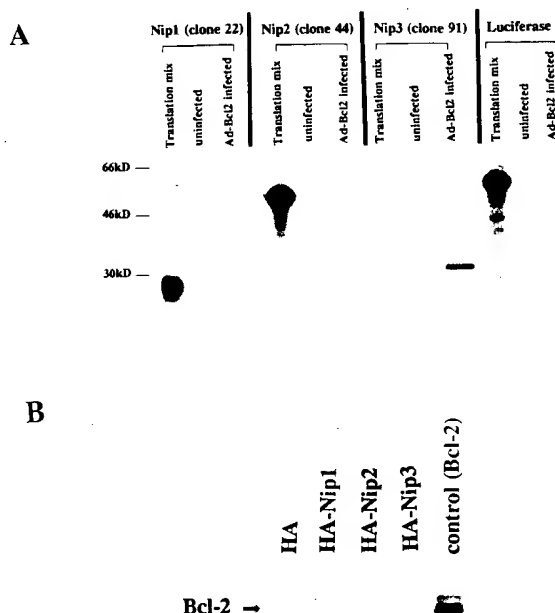 A
Nip1 (clone 22)
Nip2 (clone 44)
Nip3 (clone 91)
Luciferase
Translation mix
uninfected
Ad-Bcl2 infected
Translation mix
uninfected
Ad-Bcl2 infected
Translation mix
uninfected
Ad-Bcl2 infected
Translation mix
uninfected
Ad-Bcl2 infected
66kD —
46kD —
30kD —
B
HA
HA-Nip1
HA-Nip2
HA-Nip3
control (Bcl-2)
Bcl-2 →